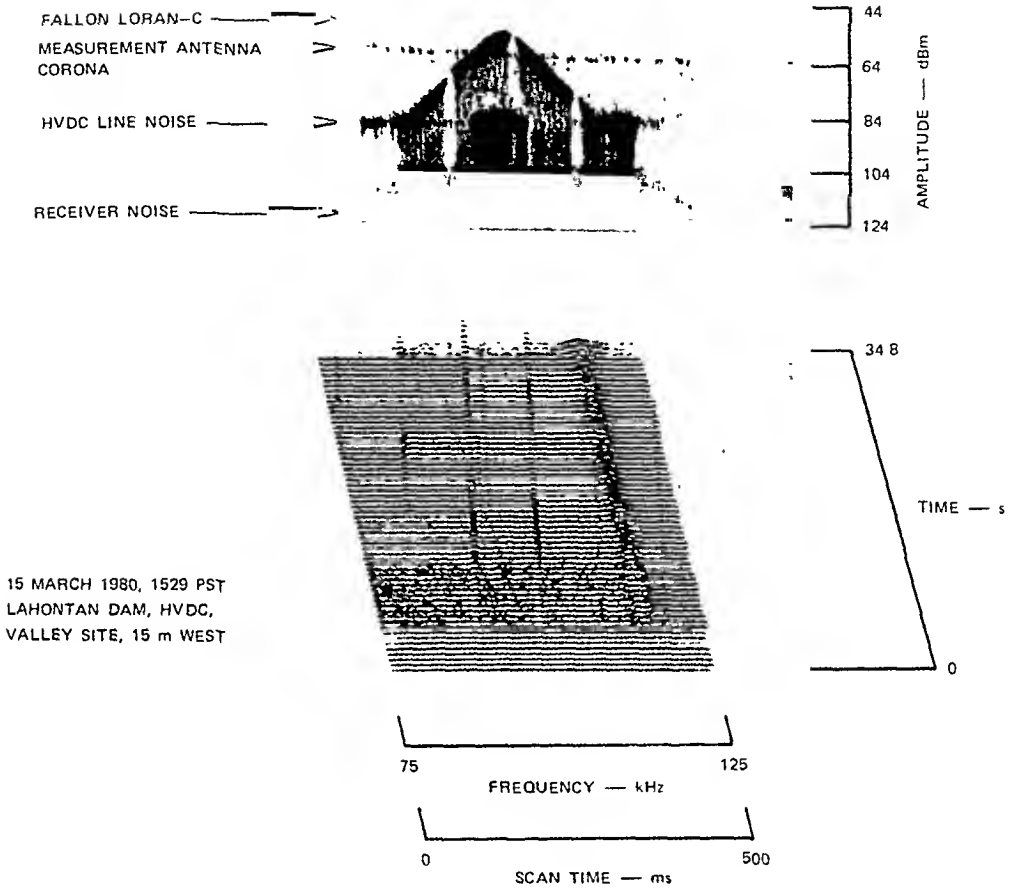 FALLON LORAN-C
MEASUREMENT ANTENNA
CORONA
HVDC LINE NOISE
RECEIVER NOISE
44
64
84
104
124
AMPLITUDE — dBm
34 8
TIME — s
0
15 MARCH 1980, 1529 PST
LAHONTAN DAM, HVDC,
VALLEY SITE, 15 m WEST
75 125
FREQUENCY — kHz
0 500
SCAN TIME — ms